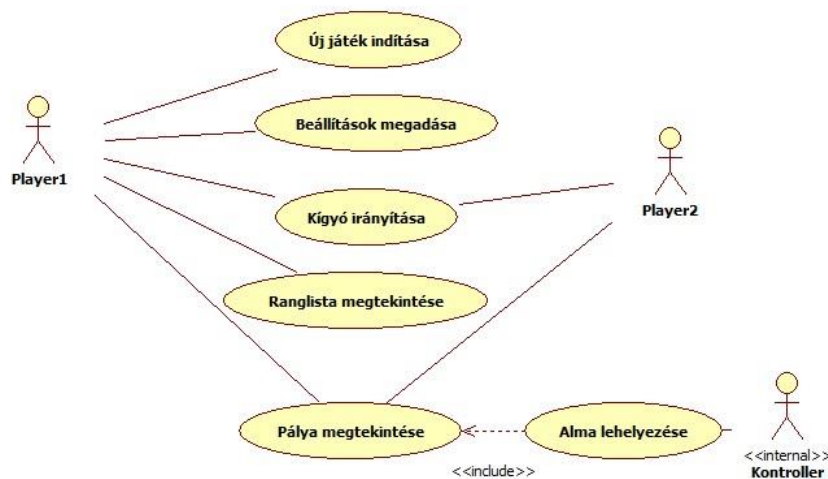 Új játék indítása
Beállítások megadása
Player1
Player2
Kígyó irányítása
Ranglista megtekintése
Pálya megtekintése
Alma lehelyezése
<<include>>
<<internal>>
Kontroller